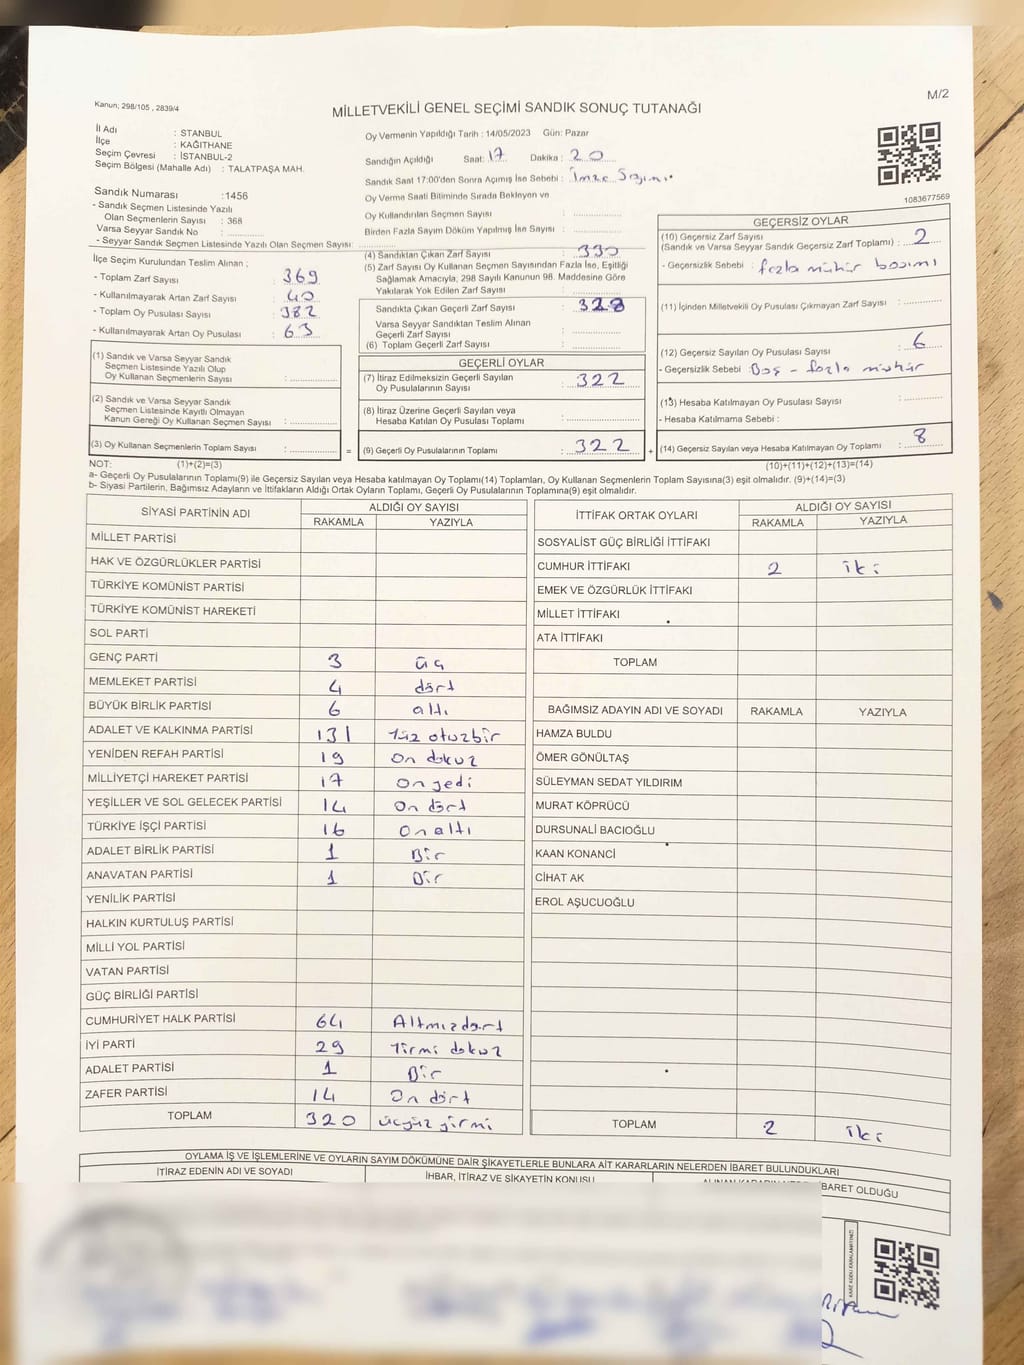 Kanun; 298/105 , 2839/4
M/2
MİLLETVEKİLİ GENEL SEÇİMİ SANDIK SONUÇ TUTANAĞI
İl Adı : STANBUL
İlçe : KAĞITHANE
Seçim Çevresi : İSTANBUL-2
Seçim Bölgesi (Mahalle Adı) : TALATPAŞA MAH.
Sandık Numarası :1456
- Sandık Seçmen Listesinde Yazılı
Olan Seçmenlerin Sayısı : 368
Varsa Seyyar Sandık No :
- Seyyar Sandık Seçmen Listesinde Yazılı Olan Seçmen Sayısı:
Oy Vermenin Yapıldığı Tarih : 14/05/2023 Gün: Pazar
Sandığın Açıldığı Saat: 17 Dakika : 20
Sandık Saat 17:00'den Sonra Açımış İse Sebebi : İmza Sayımı
Oy Verme Saati Bitiminde Sırada Bekleyen ve
Oy Kullandırılan Seçmen Sayısı :
Birden Fazla Sayım Döküm Yapılmış İse Sayısı :
1083677569
İlçe Seçim Kurulundan Teslim Alınan ;
- Toplam Zarf Sayısı : 369
- Kullanılmayarak Artan Zarf Sayısı : 40
- Toplam Oy Pusulası Sayısı : 382
- Kullanılmayarak Artan Oy Pusulası : 63
(4) Sandıktan Çıkan Zarf Sayısı : 330
(5) Zarf Sayısı Oy Kullanan Seçmen Sayısından Fazla İse, Eşitliği
Sağlamak Amacıyla; 298 Sayılı Kanunun 98. Maddesine Göre
Yakılarak Yok Edilen Zarf Sayısı :
Sandıkta Çıkan Geçerli Zarf Sayısı : 328
Varsa Seyyar Sandıktan Teslim Alınan
Geçerli Zarf Sayısı :
(6) Toplam Geçerli Zarf Sayısı :
GEÇERSİZ OYLAR
(10) Geçersiz Zarf Sayısı
(Sandık ve Varsa Seyyar Sandık Geçersiz Zarf Toplamı) : 2
- Geçersizlik Sebebi : fazla mühür basımı
(11) İçinden Milletvekili Oy Pusulası Çıkmayan Zarf Sayısı :
(12) Geçersiz Sayılan Oy Pusulası Sayısı : 6
- Geçersizlik Sebebi : Boş - fazla mühür
(13) Hesaba Katılmayan Oy Pusulası Sayısı :
- Hesaba Katılmama Sebebi :
(14) Geçersiz Sayılan veya Hesaba Katılmayan Oy Toplamı : 8
(10)+(11)+(12)+(13)=(14)
(1) Sandık ve Varsa Seyyar Sandık
Seçmen Listesinde Yazılı Olup
Oy Kullanan Seçmenlerin Sayısı :
(2) Sandık ve Varsa Seyyar Sandık
Seçmen Listesinde Kayıtlı Olmayan
Kanun Gereği Oy Kullanan Seçmen Sayısı :
(3) Oy Kullanan Seçmenlerin Toplam Sayısı : =
GEÇERLİ OYLAR
(7) İtiraz Edilmeksizin Geçerli Sayılan
Oy Pusulalarının Sayısı : 322
(8) İtiraz Üzerine Geçerli Sayılan veya
Hesaba Katılan Oy Pusulası Toplamı :
(9) Geçerli Oy Pusulalarının Toplamı : 322 +
NOT: (1)+(2)=(3)
a- Geçerli Oy Pusulalarının Toplamı(9) ile Geçersiz Sayılan veya Hesaba katılmayan Oy Toplamı(14) Toplamları, Oy Kullanan Seçmenlerin Toplam Sayısına(3) eşit olmalıdır. (9)+(14)=(3)
b- Siyasi Partilerin, Bağımsız Adayların ve İttifakların Aldığı Ortak Oyların Toplamı, Geçerli Oy Pusulalarının Toplamına(9) eşit olmalıdır.
SİYASİ PARTİNİN ADI ALDIĞI OY SAYISI
RAKAMLA YAZIYLA
MİLLET PARTİSİ
HAK VE ÖZGÜRLÜKLER PARTİSİ
TÜRKİYE KOMÜNİST PARTİSİ
TÜRKİYE KOMÜNİST HAREKETİ
SOL PARTİ
GENÇ PARTİ 3 üç
MEMLEKET PARTİSİ 4 dört
BÜYÜK BİRLİK PARTİSİ 6 altı
ADALET VE KALKINMA PARTİSİ 131 Yüz otuzbir
YENİDEN REFAH PARTİSİ 19 On dokuz
MİLLİYETÇİ HAREKET PARTİSİ 17 On yedi
YEŞİLLER VE SOL GELECEK PARTİSİ 14 On dört
TÜRKİYE İŞÇİ PARTİSİ 16 On altı
ADALET BİRLİK PARTİSİ 1 Bir
ANAVATAN PARTİSİ 1 Bir
YENİLİK PARTİSİ
HALKIN KURTULUŞ PARTİSİ
MİLLİ YOL PARTİSİ
VATAN PARTİSİ
GÜÇ BİRLİĞİ PARTİSİ
CUMHURİYET HALK PARTİSİ 64 Altmızdört
İYİ PARTİ 29 Yirmi dokuz
ADALET PARTİSİ 1 Bir
ZAFER PARTİSİ 14 On dört
TOPLAM 320 üçyüz yirmi
İTTİFAK ORTAK OYLARI ALDIĞI OY SAYISI
RAKAMLA YAZIYLA
SOSYALİST GÜÇ BİRLİĞİ İTTİFAKI
CUMHUR İTTİFAKI 2 iki
EMEK VE ÖZGÜRLÜK İTTİFAKI
MİLLET İTTİFAKI
ATA İTTİFAKI
TOPLAM
BAĞIMSIZ ADAYIN ADI VE SOYADI RAKAMLA YAZIYLA
HAMZA BULDU
ÖMER GÖNÜLTAŞ
SÜLEYMAN SEDAT YILDIRIM
MURAT KÖPRÜCÜ
DURSUNALİ BACIOĞLU
KAAN KONANCİ
CİHAT AK
EROL AŞUCUOĞLU
TOPLAM 2 iki
OYLAMA İŞ VE İŞLEMLERİNE VE OYLARIN SAYIM DÖKÜMÜNE DAİR ŞİKAYETLERLE BUNLARA AİT KARARLARIN NELERDEN İBARET BULUNDUKLARI
İTİRAZ EDENİN ADI VE SOYADI İHBAR, İTİRAZ VE ŞİKAYETİN KONUSU
BARET OLDUĞU